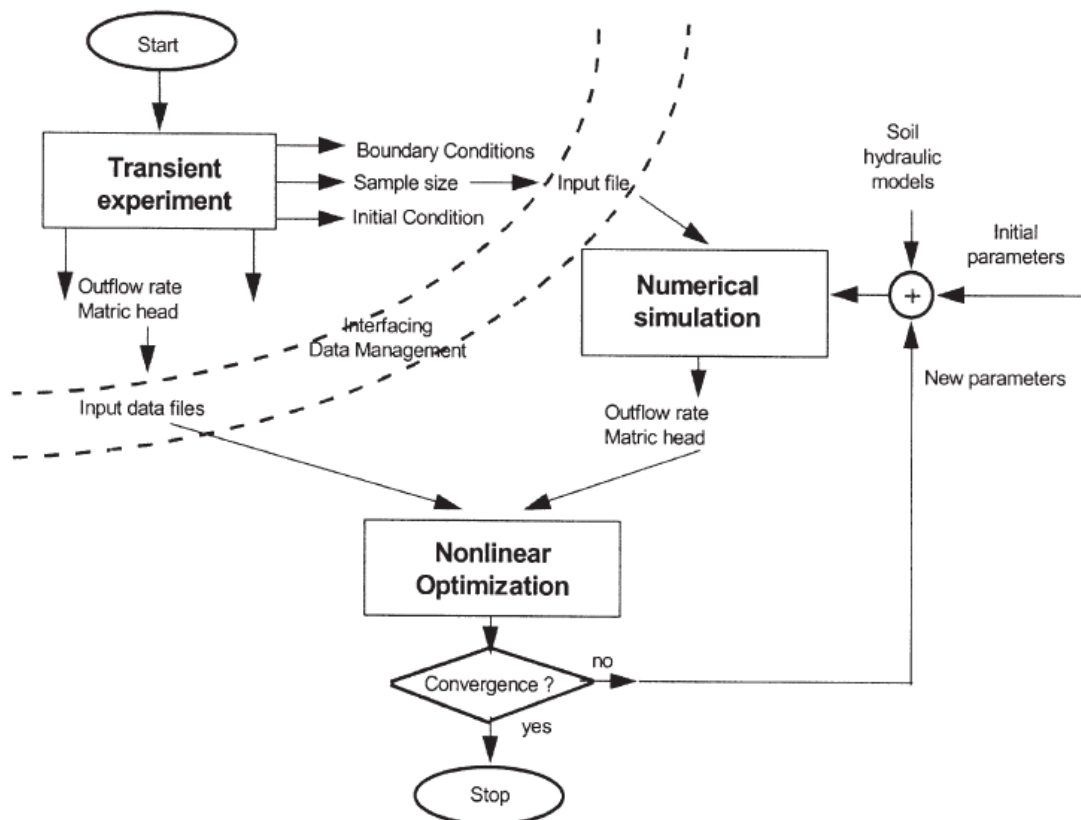 Start
Transient
experiment
Boundary Conditions
Sample size
Initial Condition
Input file
Soil
hydraulic
models
Initial
parameters
Outflow rate
Matric head
Numerical
simulation
+
Interfacing
Data Management
New parameters
Input data files
Outflow rate
Matric head
Nonlinear
Optimization
Convergence ?
no
yes
Stop